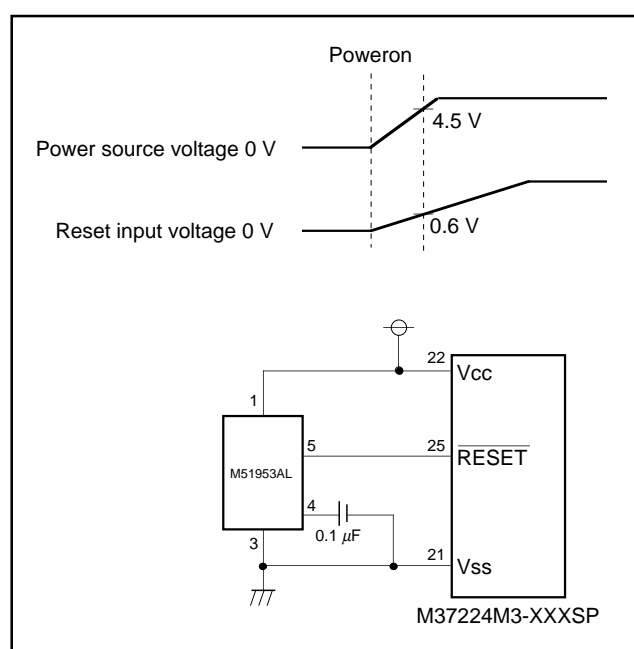 Poweron
4.5 V
Power source voltage 0 V
0.6 V
Reset input voltage 0 V
22
Vcc
1
5
25
RESET
M51953AL
4
0.1 μF
3
21
Vss
M37224M3-XXXSP